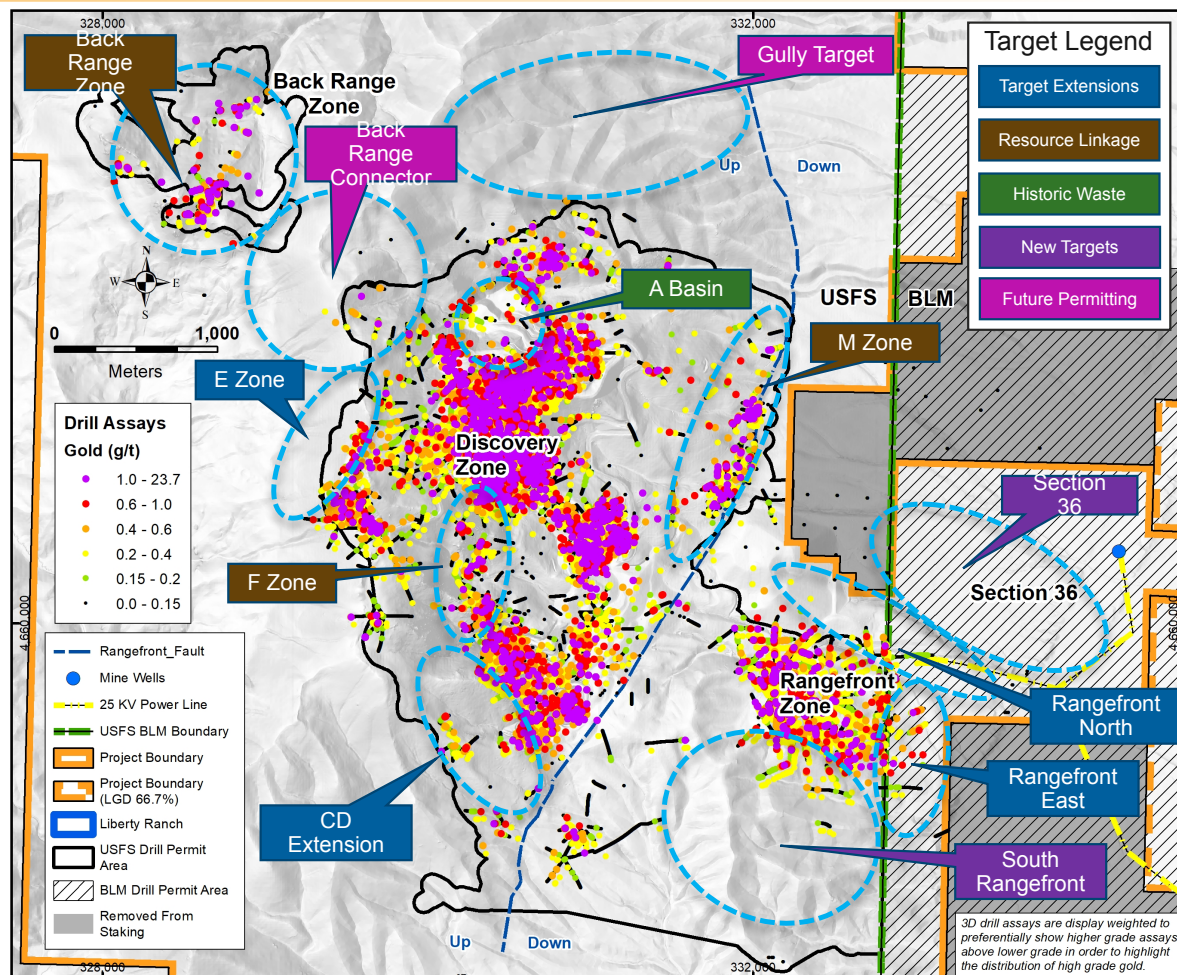 328,000
332,000
Back
Range
Zone
Back Range
Zone
Back
Range
Connector
Gully Target
Up
Down
Target Legend
Target Extensions
Resource Linkage
Historic Waste
New Targets
Future Permitting
N
W
E
S
0
1,000
Meters
A Basin
USFS
BLM
M Zone
E Zone
Drill Assays
Gold (g/t)
1.0 - 23.7
0.6 - 1.0
0.4 - 0.6
0.2 - 0.4
0.15 - 0.2
0.0 - 0.15
Discovery
Zone
Section
36
F Zone
Section 36
4,660,000
4,660,000
Rangefront_Fault
Mine Wells
25 KV Power Line
USFS BLM Boundary
Project Boundary
Project Boundary
(LGD 66.7%)
Liberty Ranch
USFS Drill Permit
Area
BLM Drill Permit Area
Removed From
Staking
Rangefront
Zone
Rangefront
North
Rangefront
East
CD
Extension
South
Rangefront
Up
Down
3D drill assays are display weighted to
preferentially show higher grade assays
above lower grade in order to highlight
the distribution of high grade gold.
328,000
332,000